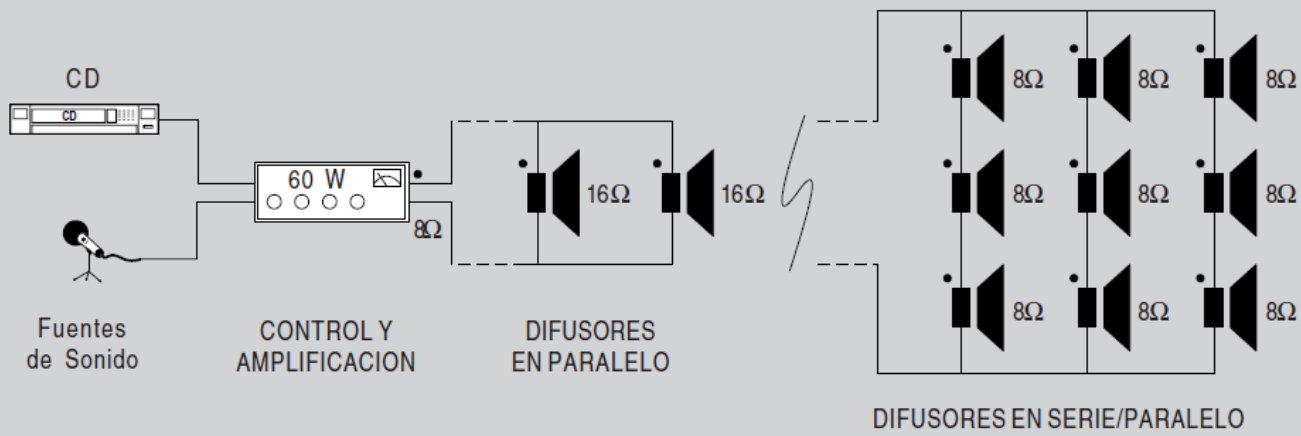 CD
CD
60 W
8Ω
Fuentes
de Sonido
CONTROL Y
AMPLIFICACION
16Ω
16Ω
DIFUSORES
EN PARALELO
8Ω
8Ω
8Ω
8Ω
8Ω
8Ω
8Ω
8Ω
8Ω
DIFUSORES EN SERIE/PARALELO